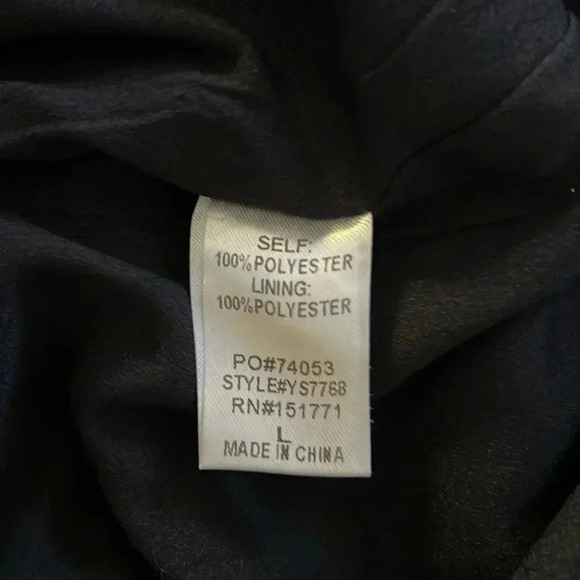 SELF:
100% POLYESTER
LINING:
100% POLYESTER
PO#74053
STYLE#YS7768
RN#151771
L
MADE IN CHINA